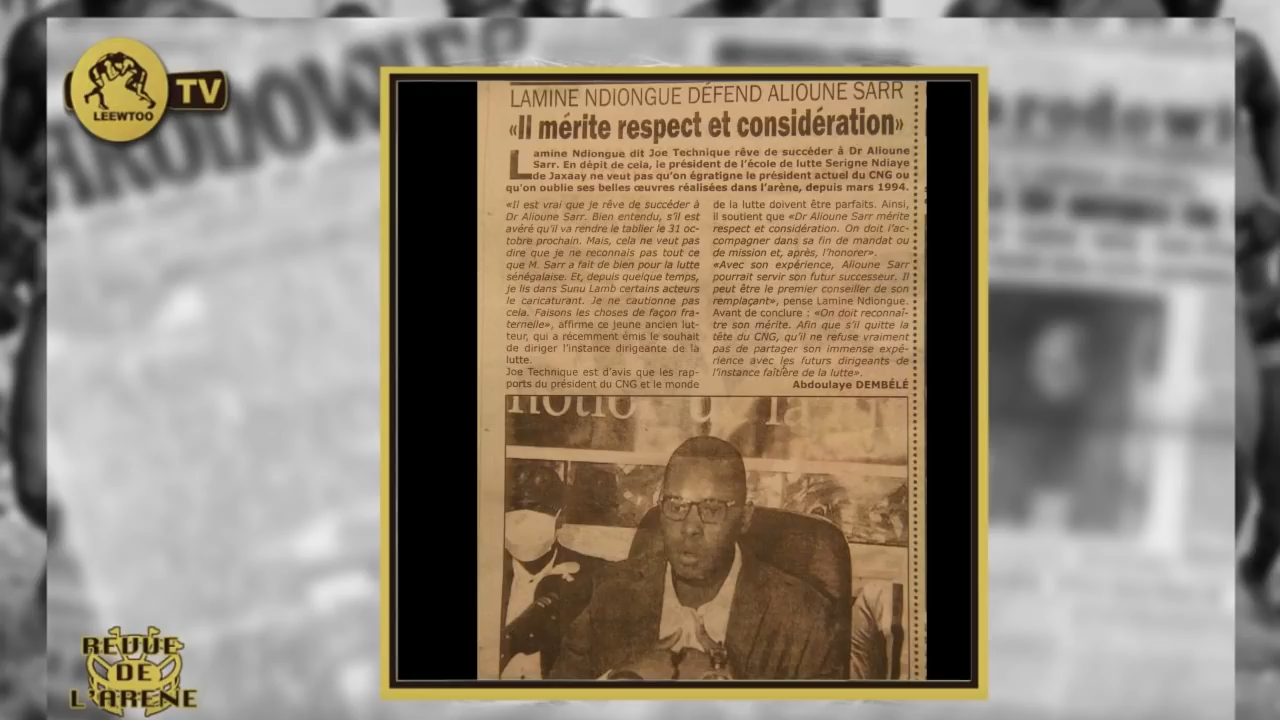 LEEWTOO
TV
LAMINE NDIONGUE DÉFEND ALIOUNE SARR
«Il mérite respect et considération»
Lamine Ndiongue dit Joe Technique rêve de succéder à Dr Alioune
Sarr. En dépit de cela, le président de l'école de lutte Serigne Ndiaye
de Jaxaay ne veut pas qu'on égratigne le président actuel du CNG ou
qu'on oublie ses belles œuvres réalisées dans l'arène, depuis mars 1994.
«Il est vrai que je rêve de succéder à
Dr Alioune Sarr. Bien entendu, s'il est
avéré qu'il va rendre le tablier le 31 oc-
tobre prochain. Mais, cela ne veut pas
dire que je ne reconnais pas tout ce
que M. Sarr a fait de bien pour la lutte
sénégalaise. Et, depuis quelque temps,
je lis dans Sunu Lamb certains acteurs
le caricaturant. Je ne cautionne pas
cela. Faisons les choses de façon fra-
ternelle», affirme ce jeune ancien lut-
teur, qui a récemment émis le souhait
de diriger l'instance dirigeante de la
lutte.
Joe Technique est d'avis que les rap-
ports du président du CNG et le monde
de la lutte doivent être parfaits. Ainsi,
il soutient que «Dr Alioune Sarr mérite
respect et considération. On doit l'ac-
compagner dans sa fin de mandat ou
de mission et, après, l'honorer».
«Avec son expérience, Alioune Sarr
pourrait servir son futur successeur. Il
peut être le premier conseiller de son
remplaçant», pense Lamine Ndiongue.
Avant de conclure : «On doit reconnaî-
tre son mérite. Afin que s'il quitte la
tête du CNG, qu'il ne refuse vraiment
pas de partager son immense expé-
rience avec les futurs dirigeants de
l'instance faîtière de la lutte».
Abdoulaye DEMBÉLÉ
REVUE
DE
L'ARENE